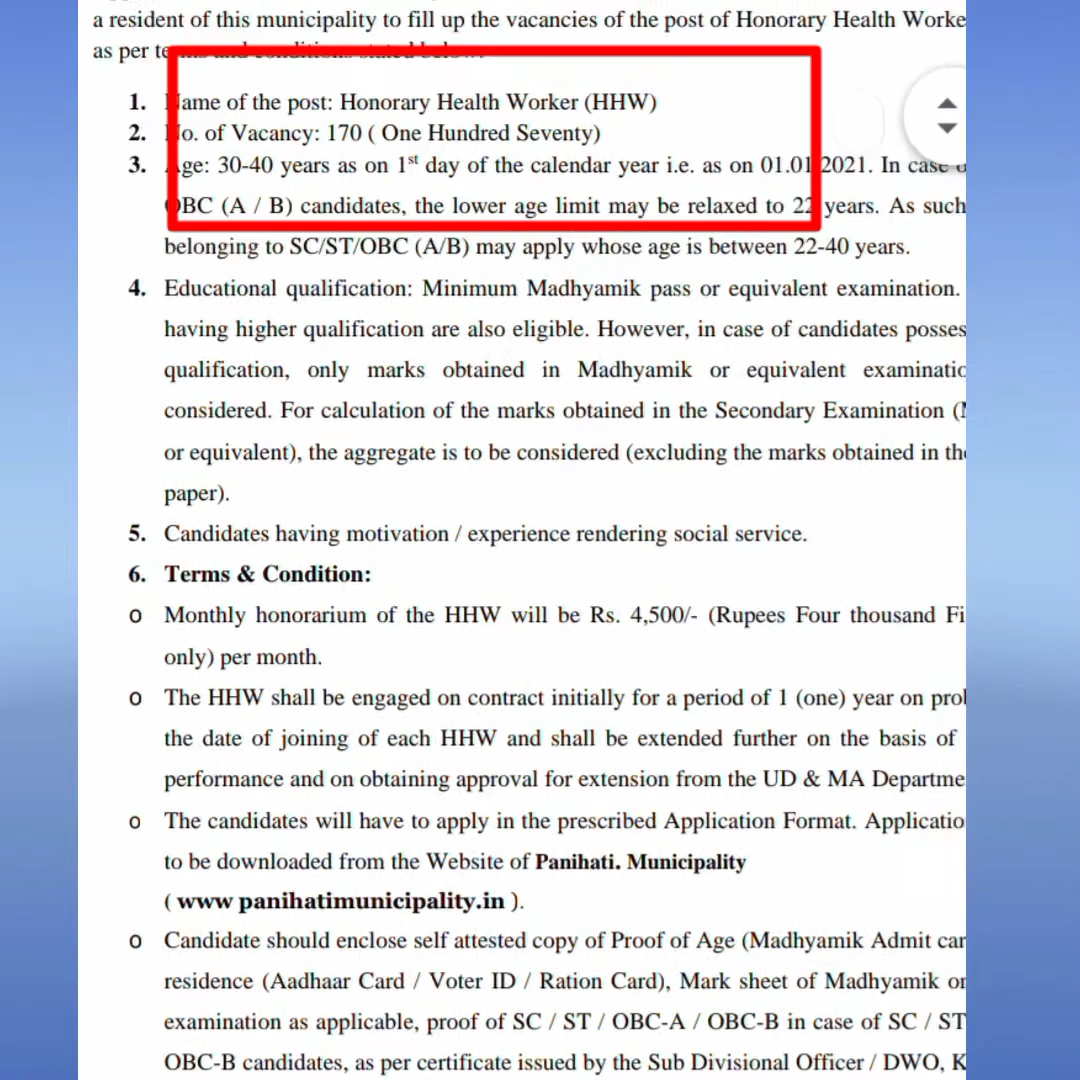 a resident of this municipality to fill up the vacancies of the post of Honorary Health Worke
as per
1. Name of the post: Honorary Health Worker (HHW)
2. No. of Vacancy: 170 ( One Hundred Seventy)
3. Age: 30-40 years as on 1st day of the calendar year i.e. as on 01.01.2021. In case
OBC (A / B) candidates, the lower age limit may be relaxed to 22 years. As such
belonging to SC/ST/OBC (A/B) may apply whose age is between 22-40 years.
4. Educational qualification: Minimum Madhyamik pass or equivalent examination.
having higher qualification are also eligible. However, in case of candidates posses
qualification, only marks obtained in Madhyamik or equivalent examinatio
considered. For calculation of the marks obtained in the Secondary Examination (
or equivalent), the aggregate is to be considered (excluding the marks obtained in the
paper).
5. Candidates having motivation / experience rendering social service.
6. Terms & Condition:
o Monthly honorarium of the HHW will be Rs. 4,500/- (Rupees Four thousand Fi
only) per month.
o The HHW shall be engaged on contract initially for a period of 1 (one) year on pro
the date of joining of each HHW and shall be extended further on the basis of
performance and on obtaining approval for extension from the UD & MA Departme
o The candidates will have to apply in the prescribed Application Format. Applicatio
to be downloaded from the Website of Panihati. Municipality
( www panihatimunicipality.in ).
o Candidate should enclose self attested copy of Proof of Age (Madhyamik Admit car
residence (Aadhaar Card / Voter ID / Ration Card), Mark sheet of Madhyamik or
examination as applicable, proof of SC / ST / OBC-A / OBC-B in case of SC / ST
OBC-B candidates, as per certificate issued by the Sub Divisional Officer / DWO, K